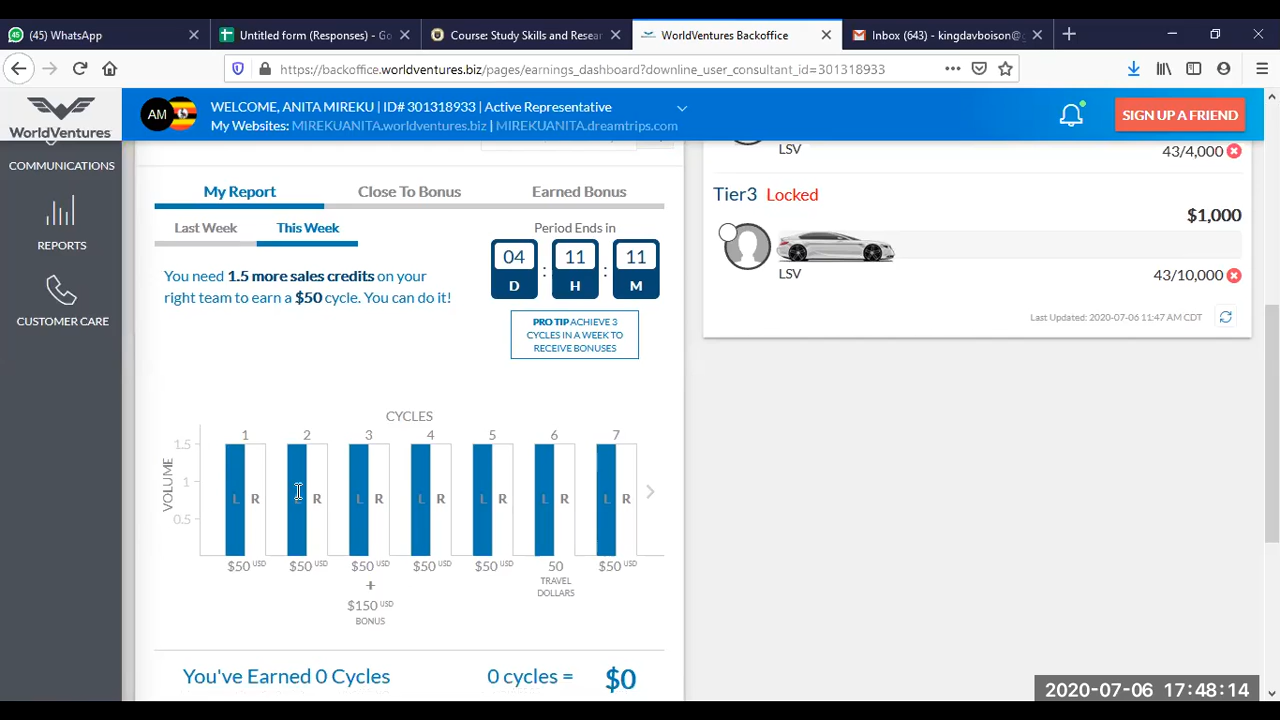 (45) WhatsApp
Untitled form (Responses) - Go
Course: Study Skills and Resear
WorldVentures Backoffice
Inbox (643) - kingdavboison@g
https://backoffice.worldventures.biz/pages/earnings_dashboard?downline_user_consultant_id=301318933
WorldVentures
COMMUNICATIONS
REPORTS
CUSTOMER CARE
AM
WELCOME, ANITA MIREKU | ID# 301318933 | Active Representative
My Websites: MIREKUANITA.worldventures.biz | MIREKUANITA.dreamtrips.com
SIGN UP A FRIEND
My Report
Close To Bonus
Earned Bonus
Last Week
This Week
Period Ends in
04 : 11 : 11
D H M
You need 1.5 more sales credits on your
right team to earn a $50 cycle. You can do it!
PRO TIP ACHIEVE 3
CYCLES IN A WEEK TO
RECEIVE BONUSES
CYCLES
1 2 3 4 5 6 7
VOLUME
1.5
1
0.5
L R L R L R L R L R L R L R
$50 USD $50 USD $50 USD $50 USD $50 USD 50 $50 USD
TRAVEL
DOLLARS
+
$150 USD
BONUS
You've Earned 0 Cycles
0 cycles = $0
LSV
43/4,000
Tier3 Locked
$1,000
LSV
43/10,000
Last Updated: 2020-07-06 11:47 AM CDT
2020-07-06 17:48:14